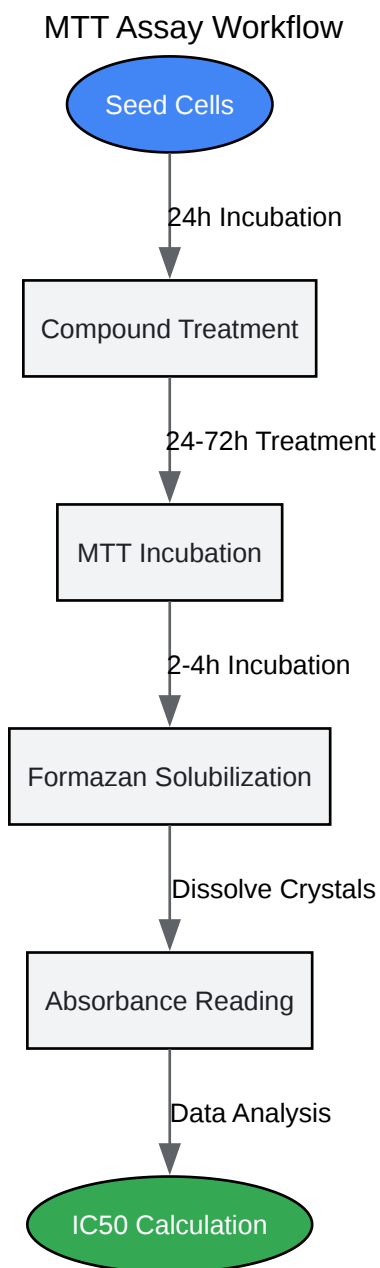 MTT Assay Workflow
Seed Cells
24h Incubation
Compound Treatment
24-72h Treatment
MTT Incubation
2-4h Incubation
Formazan Solubilization
Dissolve Crystals
Absorbance Reading
Data Analysis
IC50 Calculation